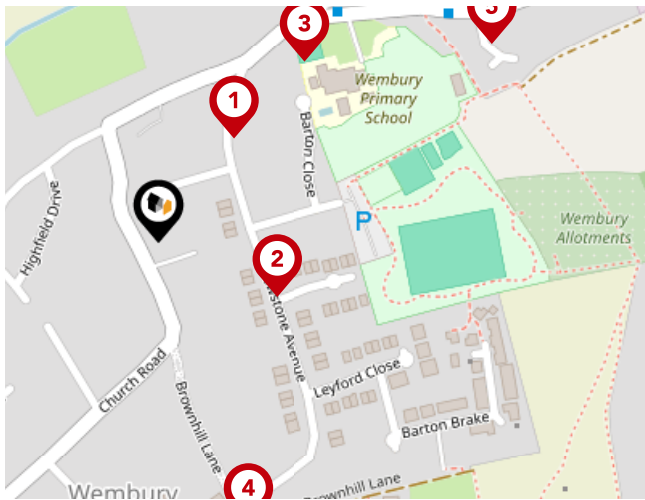 3
5
1
Wembury
Primary
School
Barton Close
Highfield Drive
P
Wembury
Allotments
2
Church Road
Brownhill Lane
Avenue
Leyford Close
Barton Brake
4
Wembury
Brownhill Lane